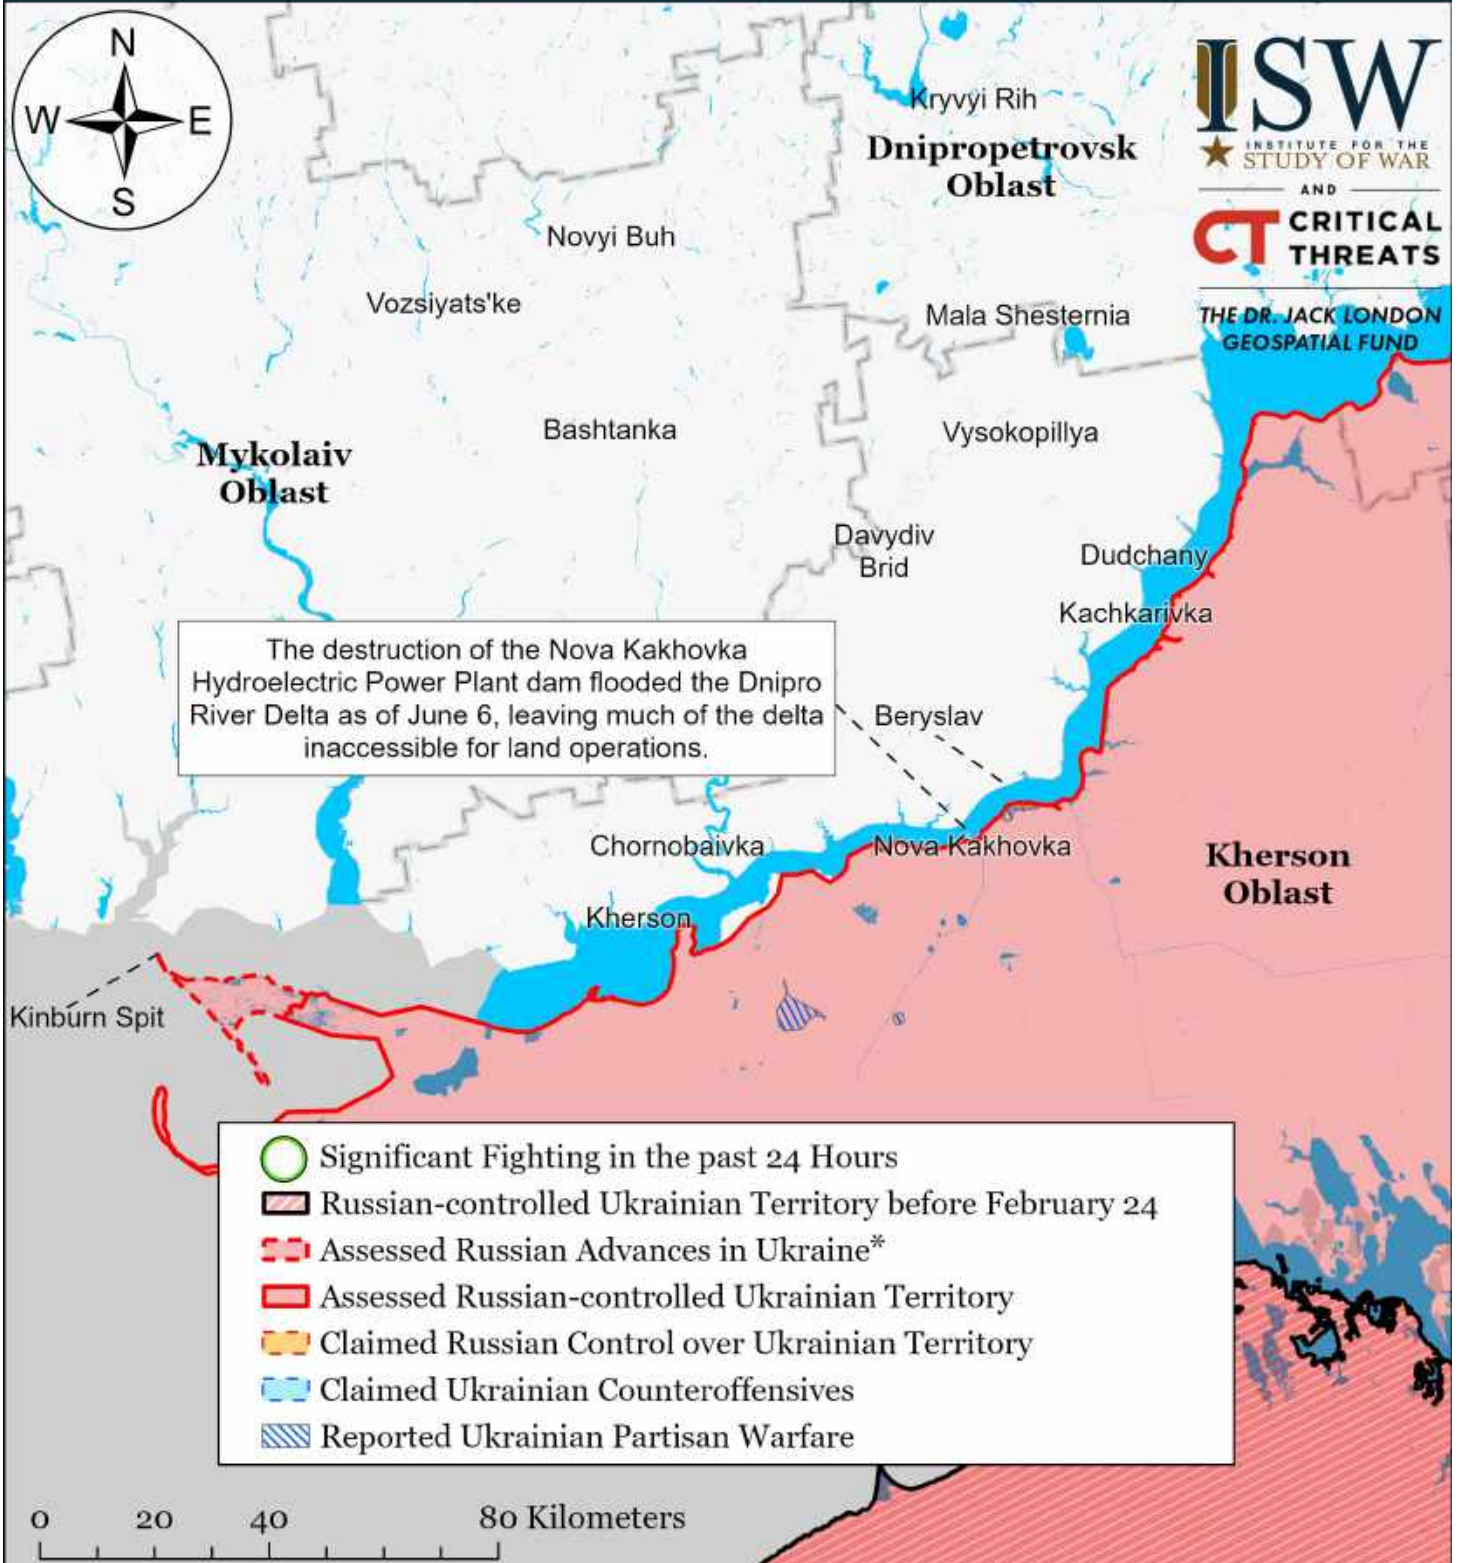 N
W E
S
ISW
INSTITUTE FOR THE
STUDY OF WAR
AND
CT CRITICAL
THREATS
THE DR. JACK LONDON
GEOSPATIAL FUND
Kryvyi Rih
Dnipropetrovsk
Oblast
Novyi Buh
Vozsiyats'ke
Mala Shesternia
Bashtanka
Vysokopillya
Mykolaiv
Oblast
Davydiv
Brid
Dudchany
Kachkarivka
The destruction of the Nova Kakhovka
Hydroelectric Power Plant dam flooded the Dnipro
River Delta as of June 6, leaving much of the delta
inaccessible for land operations.
Beryslav
Chornobaivka
Nova Kakhovka
Kherson
Oblast
Kherson
Kinburn Spit
Significant Fighting in the past 24 Hours
Russian-controlled Ukrainian Territory before February 24
Assessed Russian Advances in Ukraine*
Assessed Russian-controlled Ukrainian Territory
Claimed Russian Control over Ukrainian Territory
Claimed Ukrainian Counteroffensives
Reported Ukrainian Partisan Warfare
0 20 40 80 Kilometers